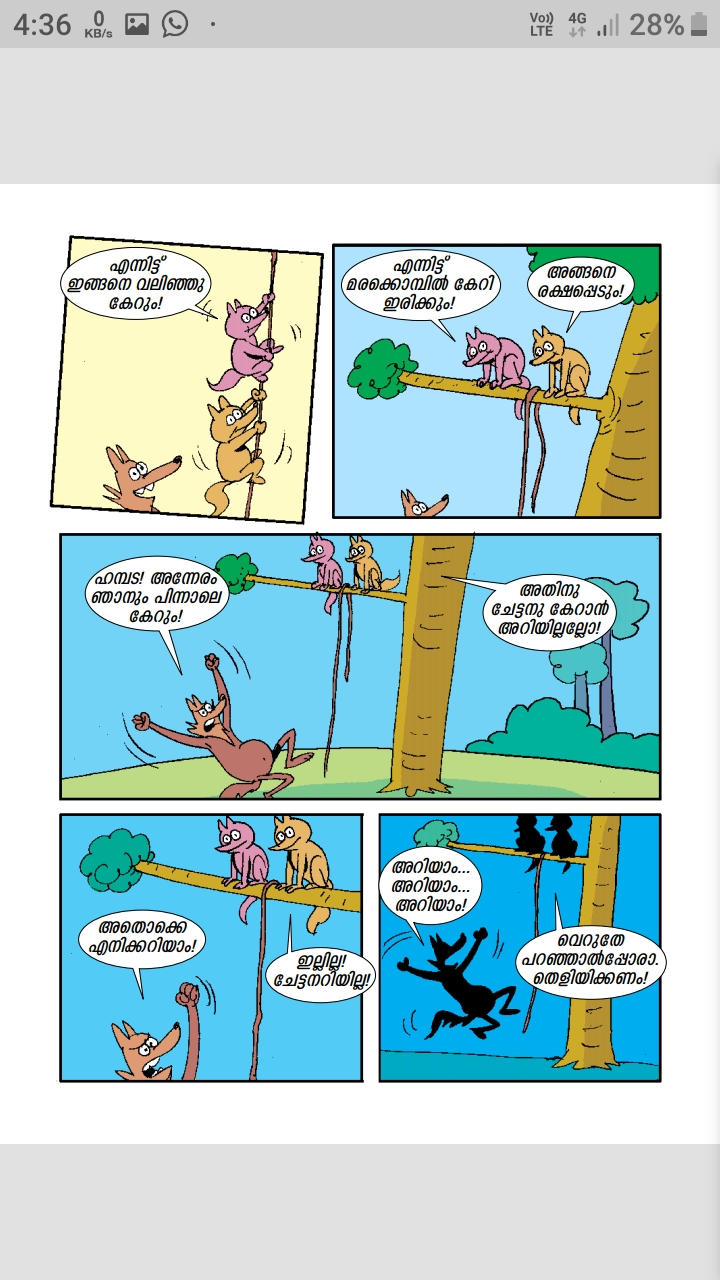 4:36
0
KB/s
Vo))
LTE
4G
28%
എന്നിട്ട്
ഇങ്ങനെ വലിഞ്ഞു
കേറും!
എന്നിട്ട്
മരക്കൊമ്പിൽ കേറി
ഇരിക്കും!
അങ്ങനെ
രക്ഷപ്പെടും!
ഹമ്പട! അന്നേരം
ഞാനും പിന്നാലെ
കേറും!
അതിനു
ചേട്ടനു കേറാൻ
അറിയില്ലല്ലോ!
അതൊക്കെ
എനിക്കറിയാം!
ഇല്ലില്ല!
ചേട്ടനറിയില്ല!
അറിയാം...
അറിയാം...
അറിയാം!
വെറുതേ
പറഞ്ഞാൽപ്പോരാ.
തെളിയിക്കണം!